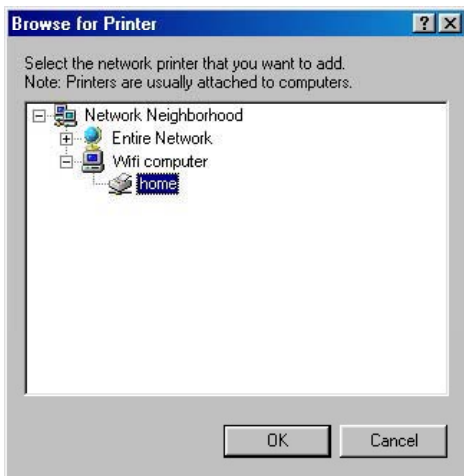 Browse for Printer
Select the network printer that you want to add.
Note: Printers are usually attached to computers.
Network Neighborhood
Entire Network
Wifi computer
home
OK
Cancel